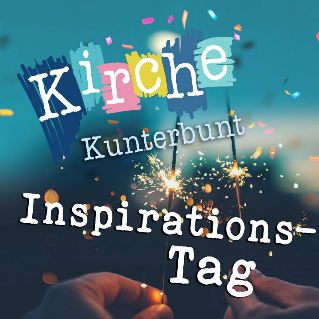 Kirche
Kunterbunt
Inspirations-
Tag